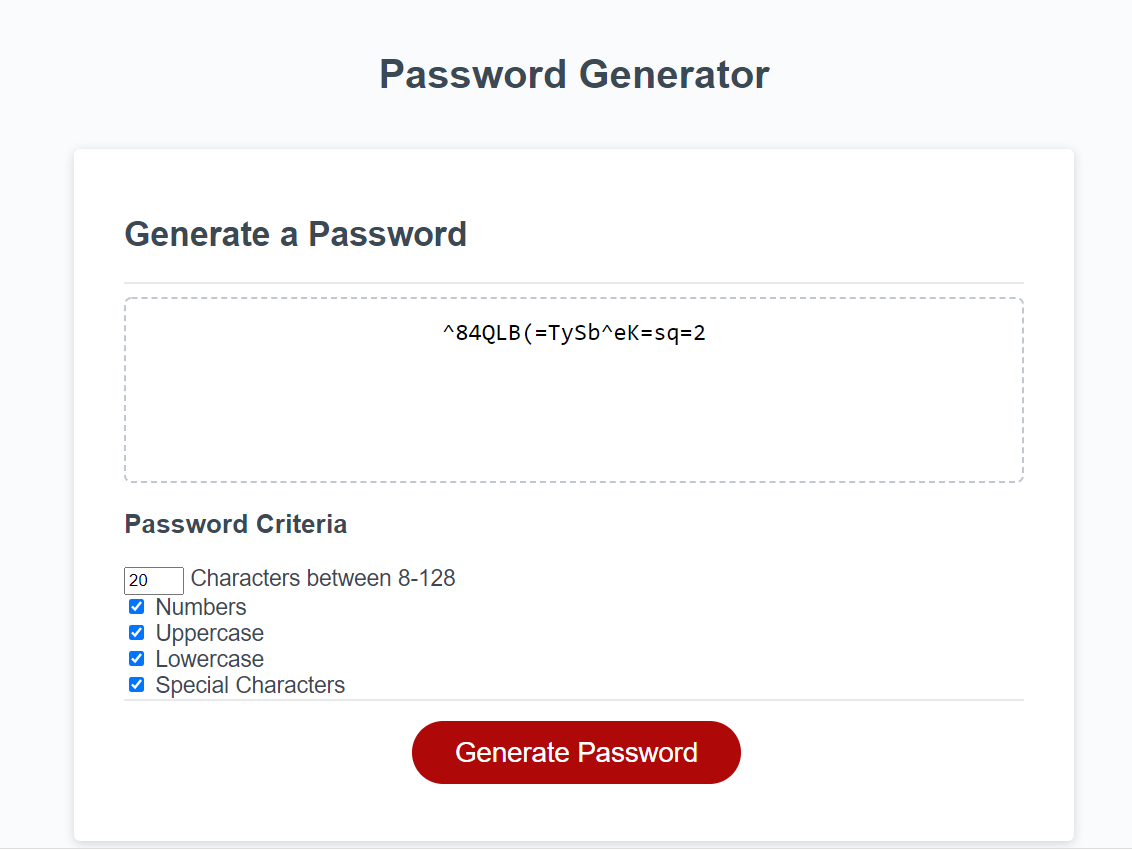 Password Generator
Generate a Password
^84QLB(=TySb^eK=sq=2
Password Criteria
20 Characters between 8-128
Numbers
Uppercase
Lowercase
Special Characters
Generate Password